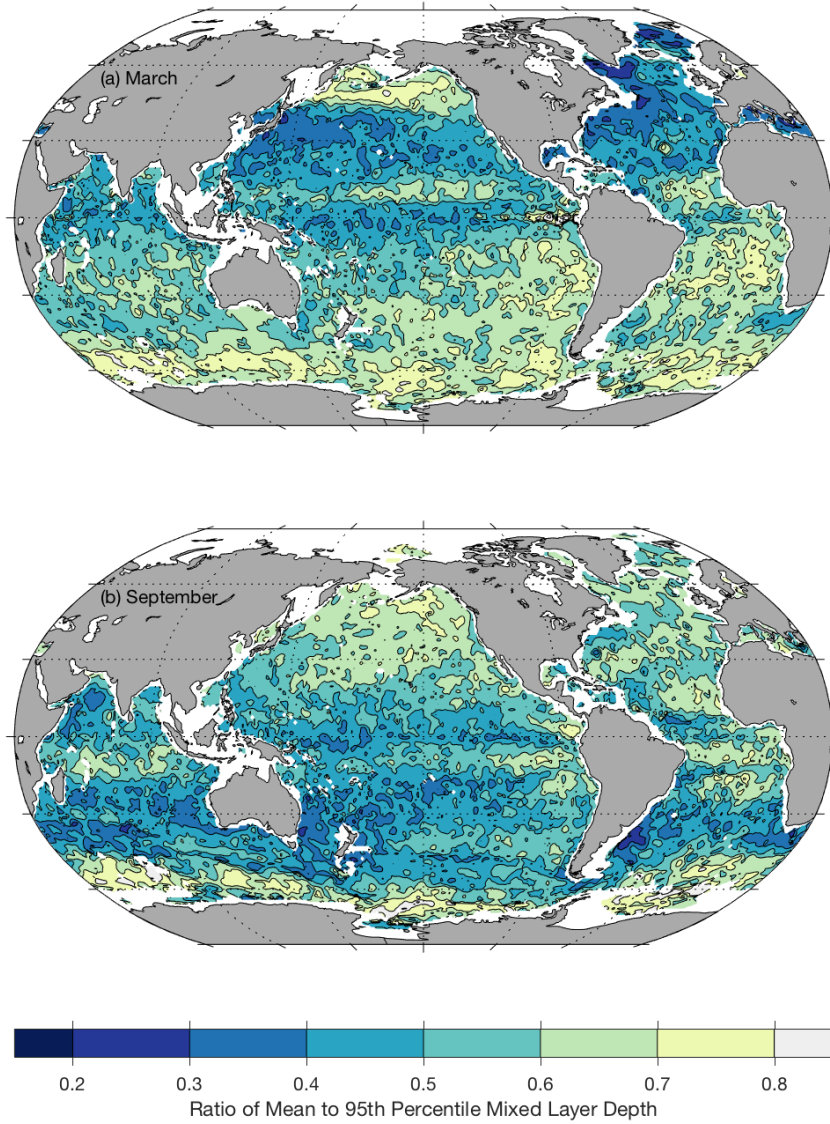 (a) March
(b) September
0.2 0.3 0.4 0.5 0.6 0.7 0.8
Ratio of Mean to 95th Percentile Mixed Layer Depth